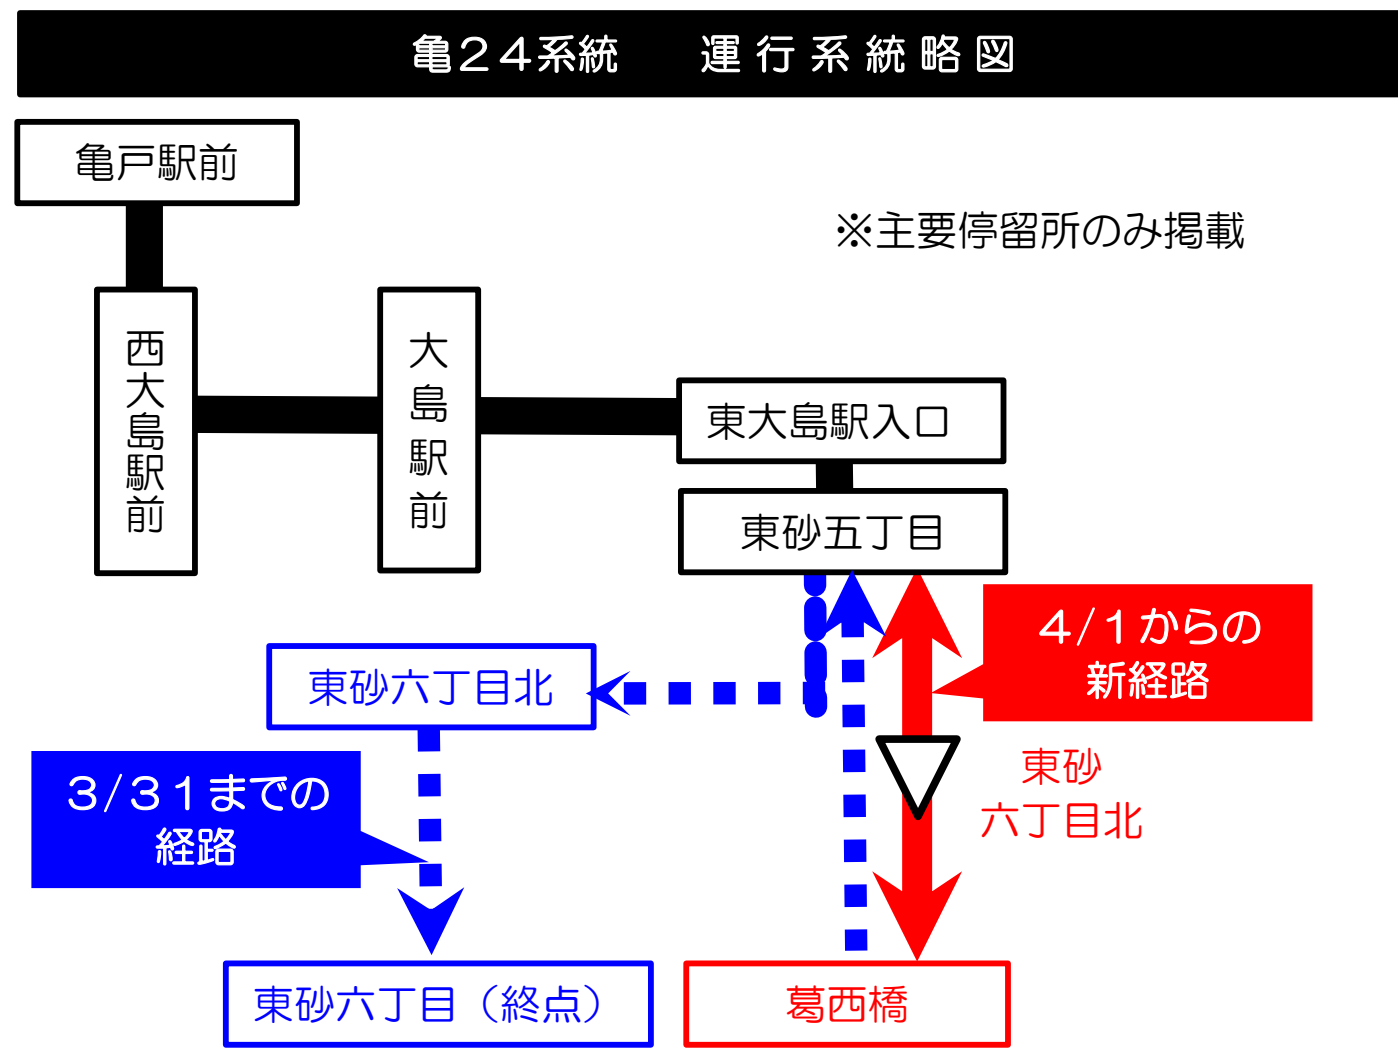 亀24系統　運行系統略図
亀戸駅前
※主要停留所のみ掲載
西大島駅前
大島駅前
東大島駅入口
東砂五丁目
4/1からの
新経路
東砂六丁目北
3/31までの
経路
東砂
六丁目北
東砂六丁目（終点）
葛西橋